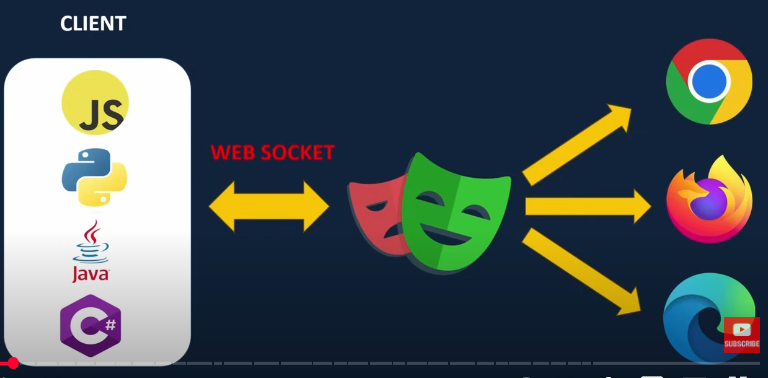 CLIENT
JS
WEB SOCKET
Java
C#
SUBSCRIBE